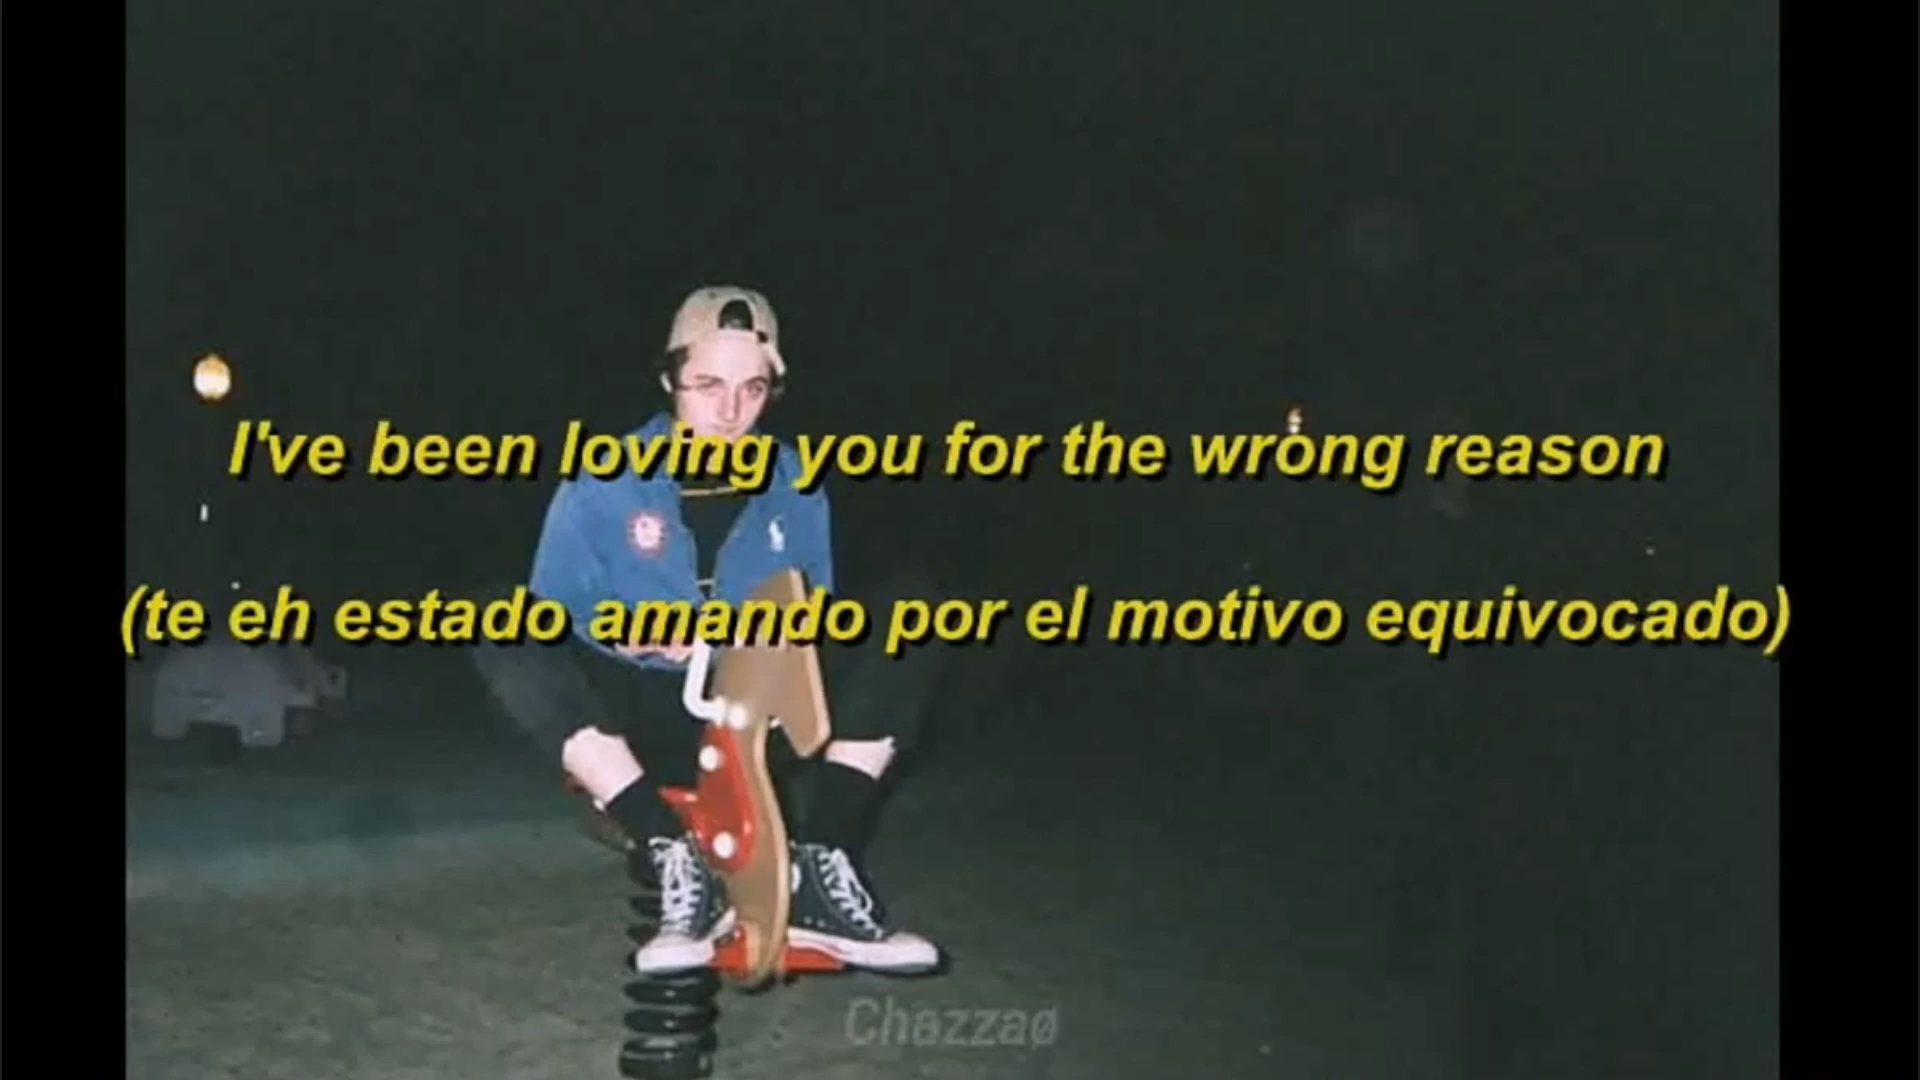 I've been loving you for the wrong reason
(te eh estado amando por el motivo equivocado)
Chazzaø